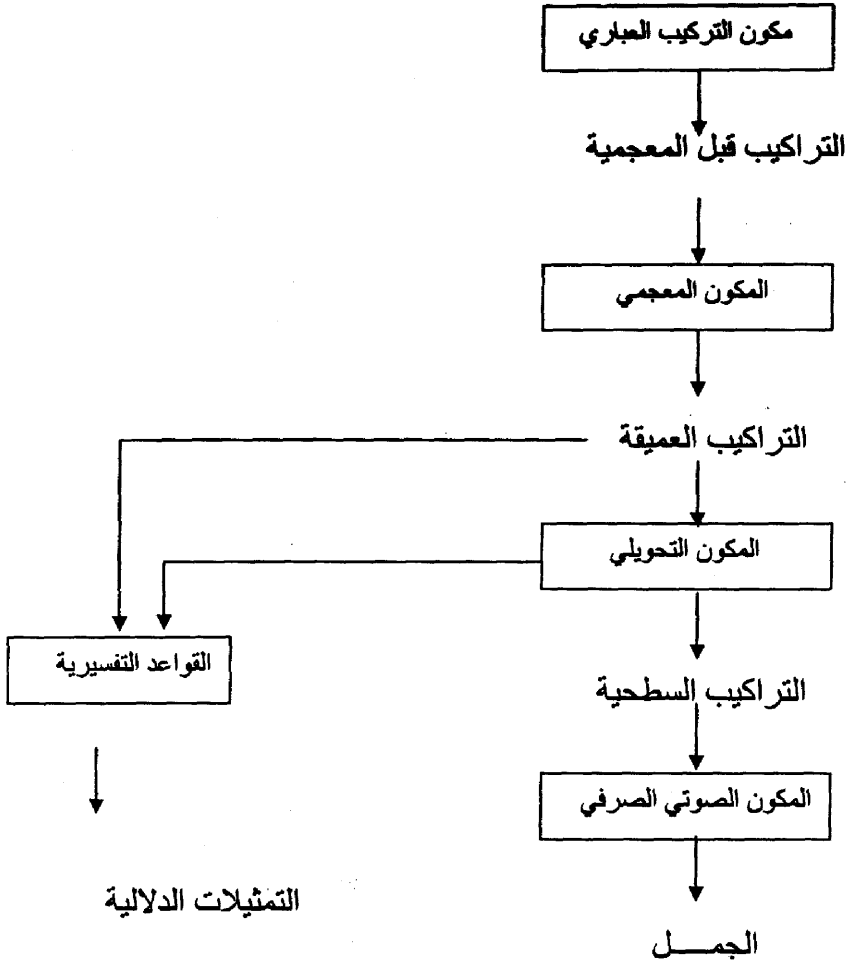 مكون التركيب العباري
التراكيب قبل المعجمية
المكون المعجمي
التراكيب العميقة
المكون التحويلي
القواعد التفسيرية
التراكيب السطحية
المكون الصوتي الصرفي
التمثيلات الدلالية
الجمــــل